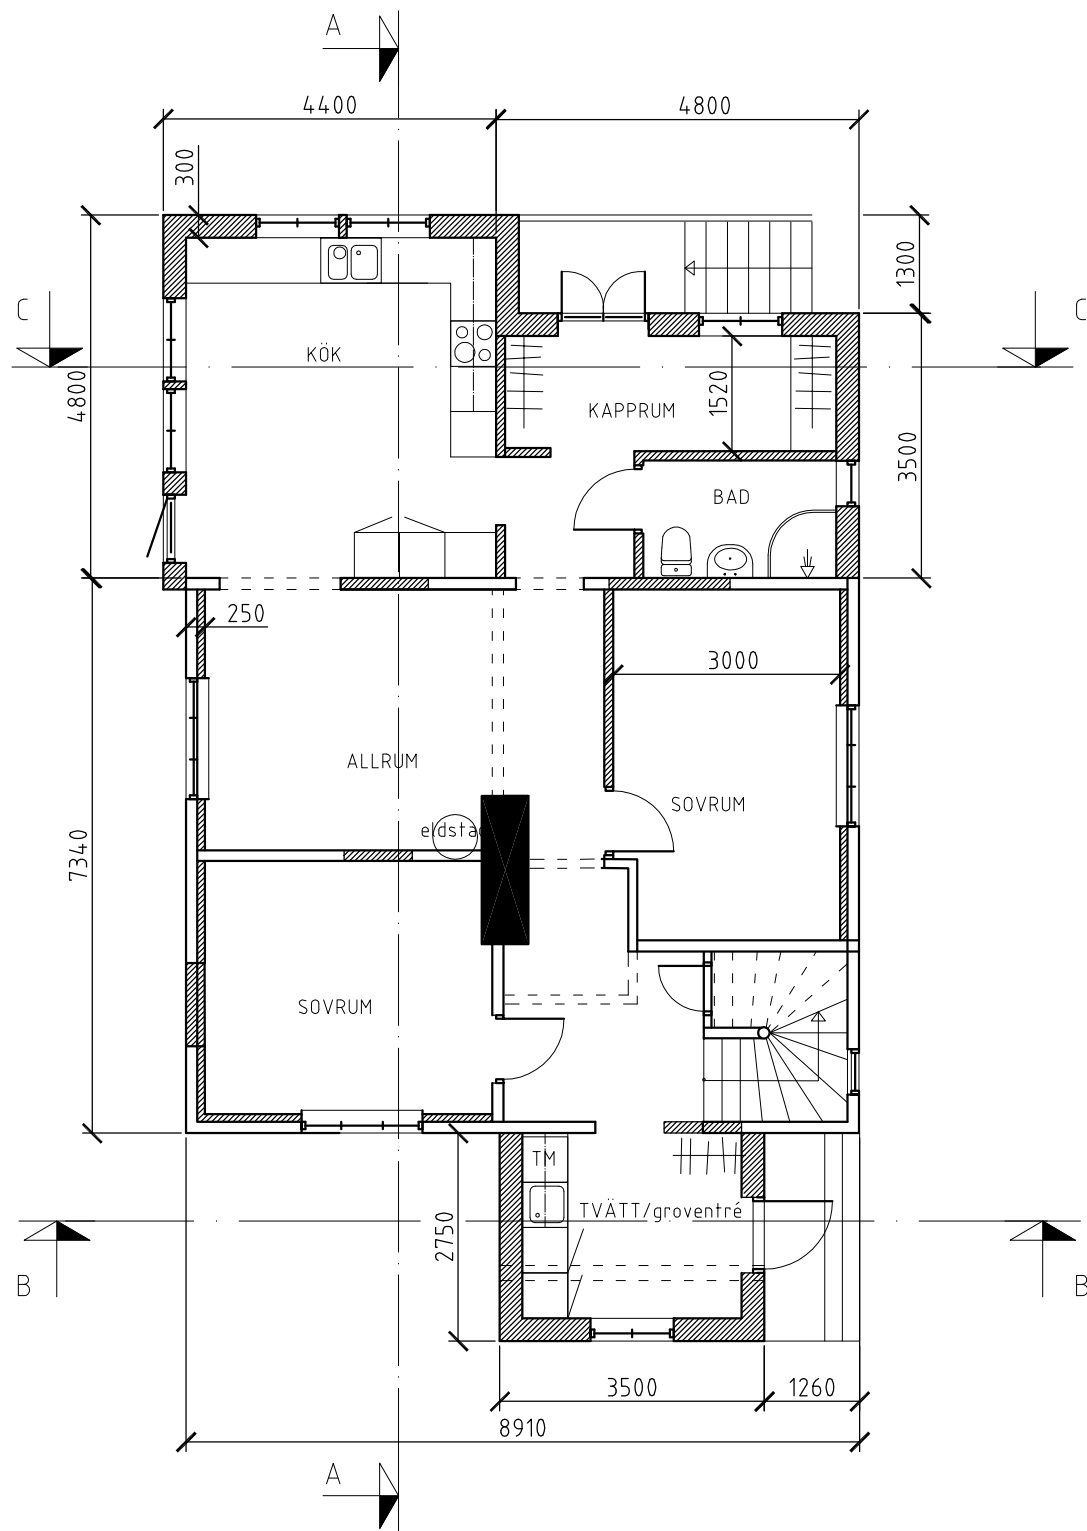 A
4400
4800
300
1300
C
C
KÖK
4800
1520
KAPPRUM
3500
BAD
250
3000
ALLRUM
SOVRUM
eldstad
7340
SOVRUM
TM
TVÄTT/groventré
2750
B
B
3500
1260
8910
A